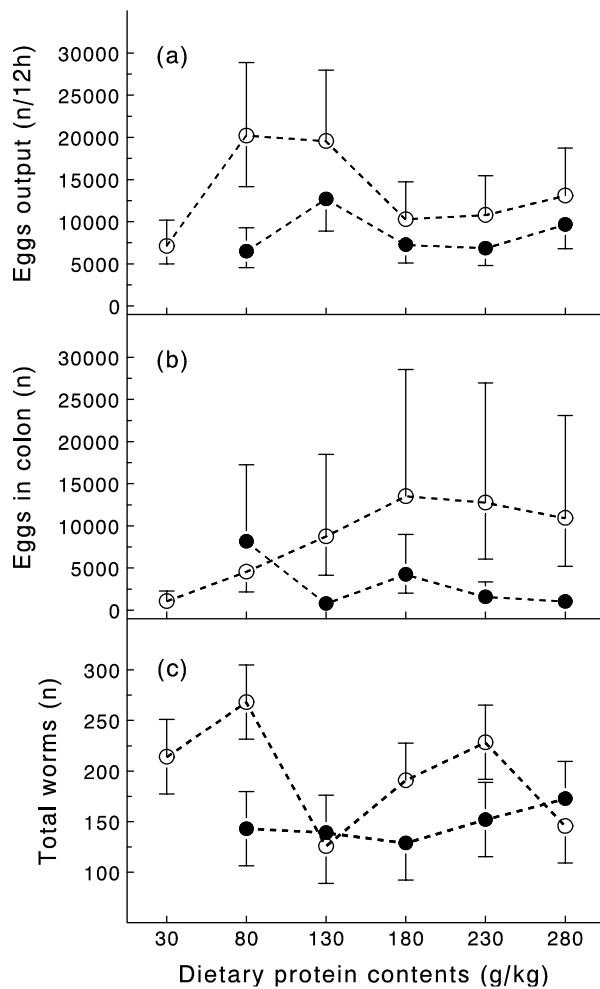 (a)
Eggs output (n/12h)
30000
25000
20000
15000
10000
5000
0
(b)
Eggs in colon (n)
30000
25000
20000
15000
10000
5000
0
(c)
Total worms (n)
300
250
200
150
100
30 80 130 180 230 280
Dietary protein contents (g/kg)